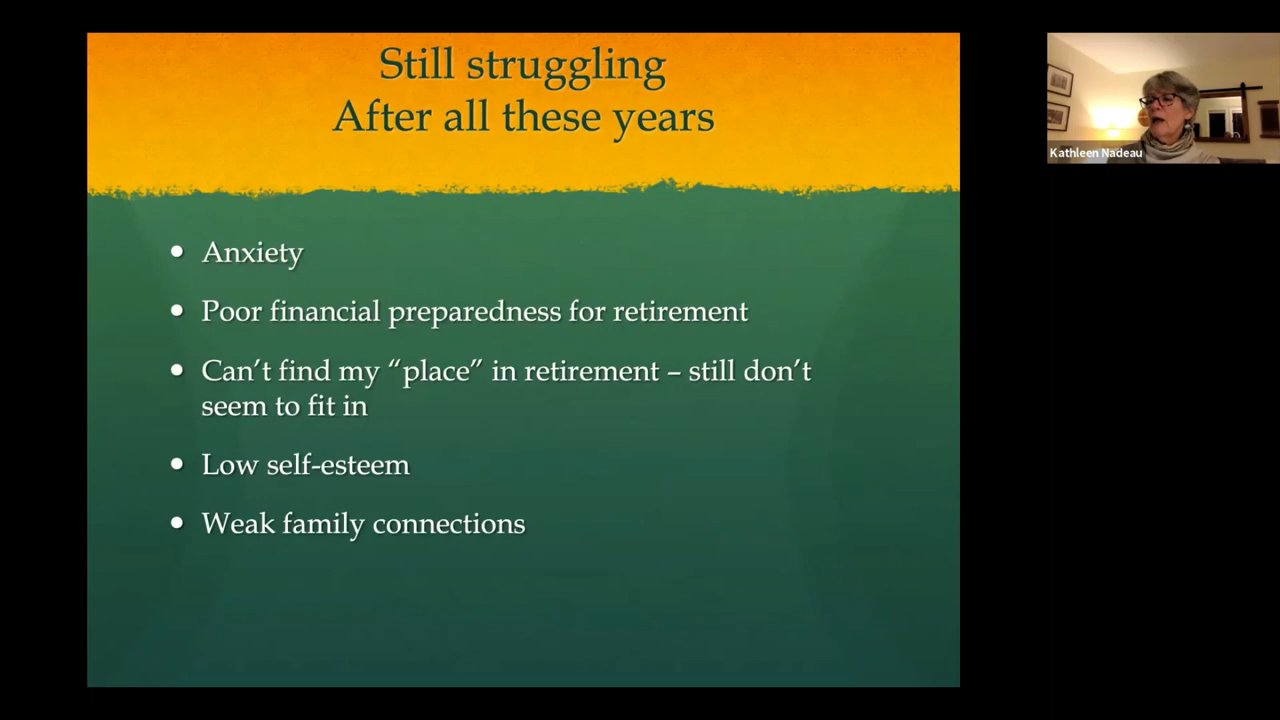 Still struggling
After all these years
• Anxiety
• Poor financial preparedness for retirement
• Can’t find my “place” in retirement – still don’t
seem to fit in
• Low self-esteem
• Weak family connections
Kathleen Nadeau